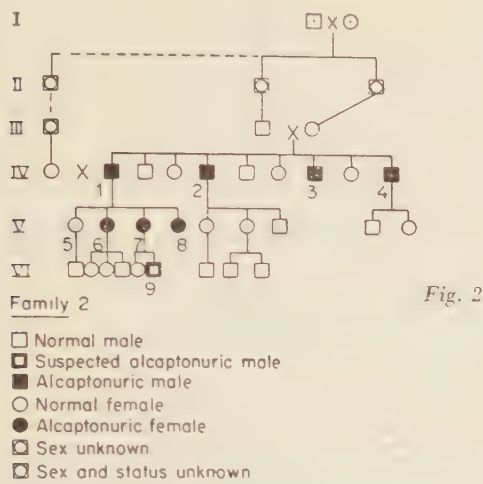 I
X
II
III
X
IV
X
1
2
3
4
V
5
6
7
8
VI
9
Family 2
Fig. 2
Normal male
Suspected alcaptonuric male
Alcaptonuric male
Normal female
Alcaptonuric female
Sex unknown
Sex and status unknown